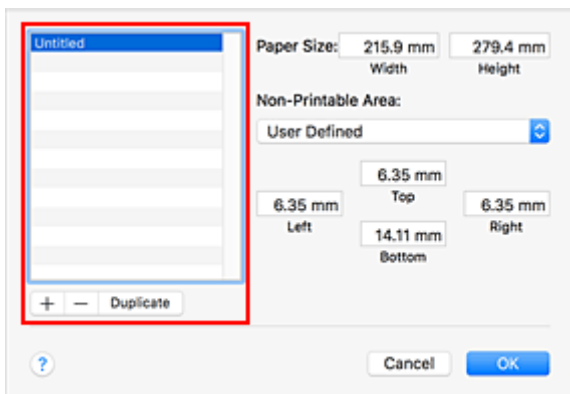 Untitled
Paper Size: 215.9 mm 279.4 mm
Width Height
Non-Printable Area:
User Defined
6.35 mm
Top
6.35 mm 6.35 mm
Left Right
14.11 mm
Bottom
+ − Duplicate
? Cancel OK